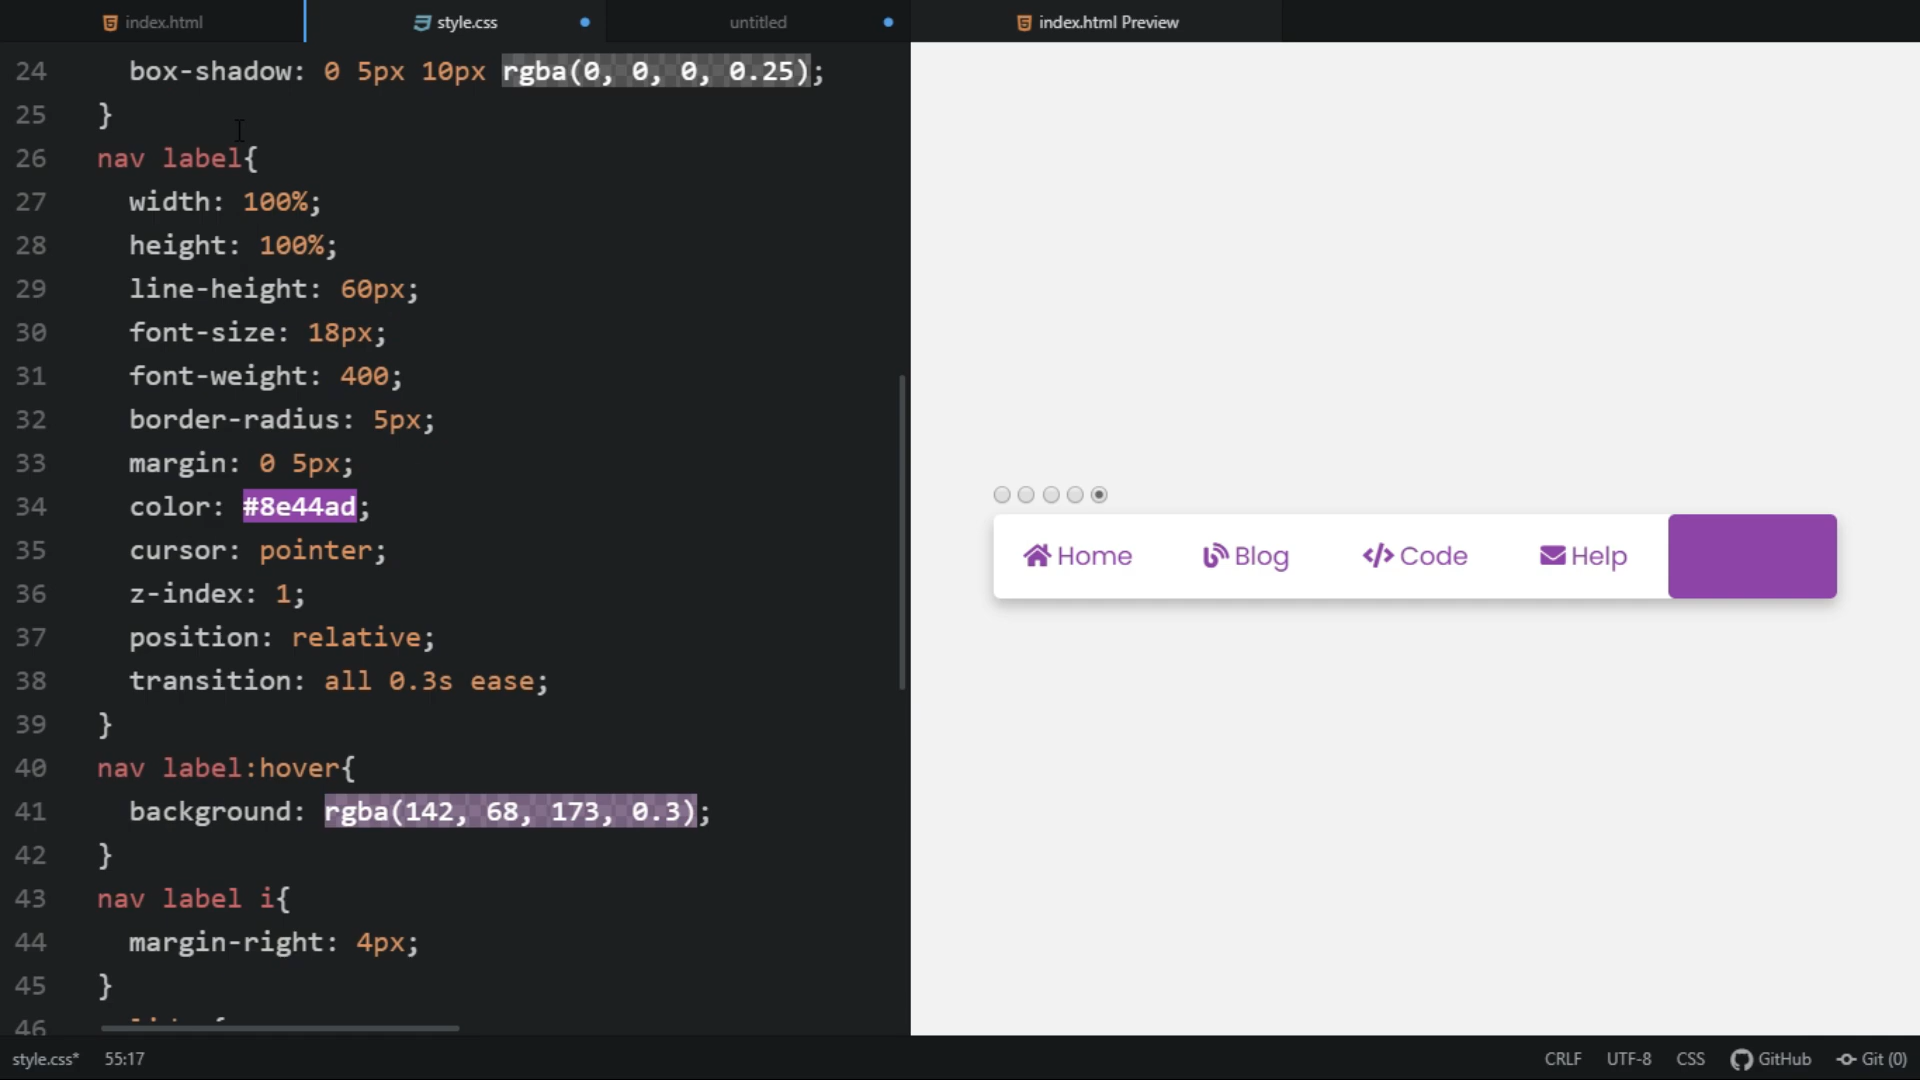 index.html
style.css
untitled
index.html Preview
24 box-shadow: 0 5px 10px rgba(0, 0, 0, 0.25);
25 }
26 nav label{
27 width: 100%;
28 height: 100%;
29 line-height: 60px;
30 font-size: 18px;
31 font-weight: 400;
32 border-radius: 5px;
33 margin: 0 5px;
34 color: #8e44ad;
35 cursor: pointer;
36 z-index: 1;
37 position: relative;
38 transition: all 0.3s ease;
39 }
40 nav label:hover{
41 background: rgba(142, 68, 173, 0.3);
42 }
43 nav label i{
44 margin-right: 4px;
45 }
46
Home Blog Code Help
style.css* 55:17
CRLF UTF-8 CSS GitHub Git (0)